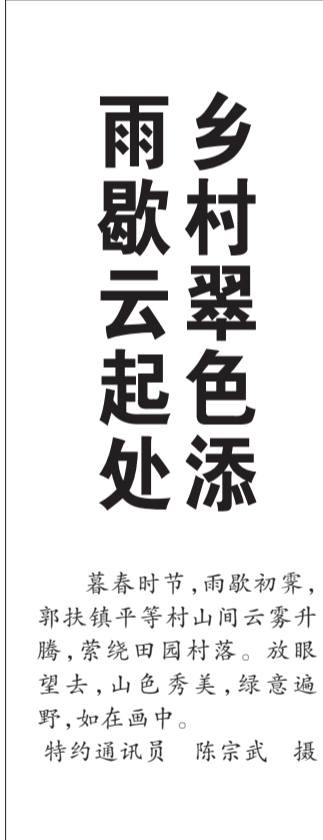 雨歇云起处
乡村翠色添
暮春时节，雨歇初霁，
郭扶镇平等村山间云雾升
腾，萦绕田园村落。放眼
望去，山色秀美，绿意遍
野，如在画中。
特约通讯员　陈宗武　摄